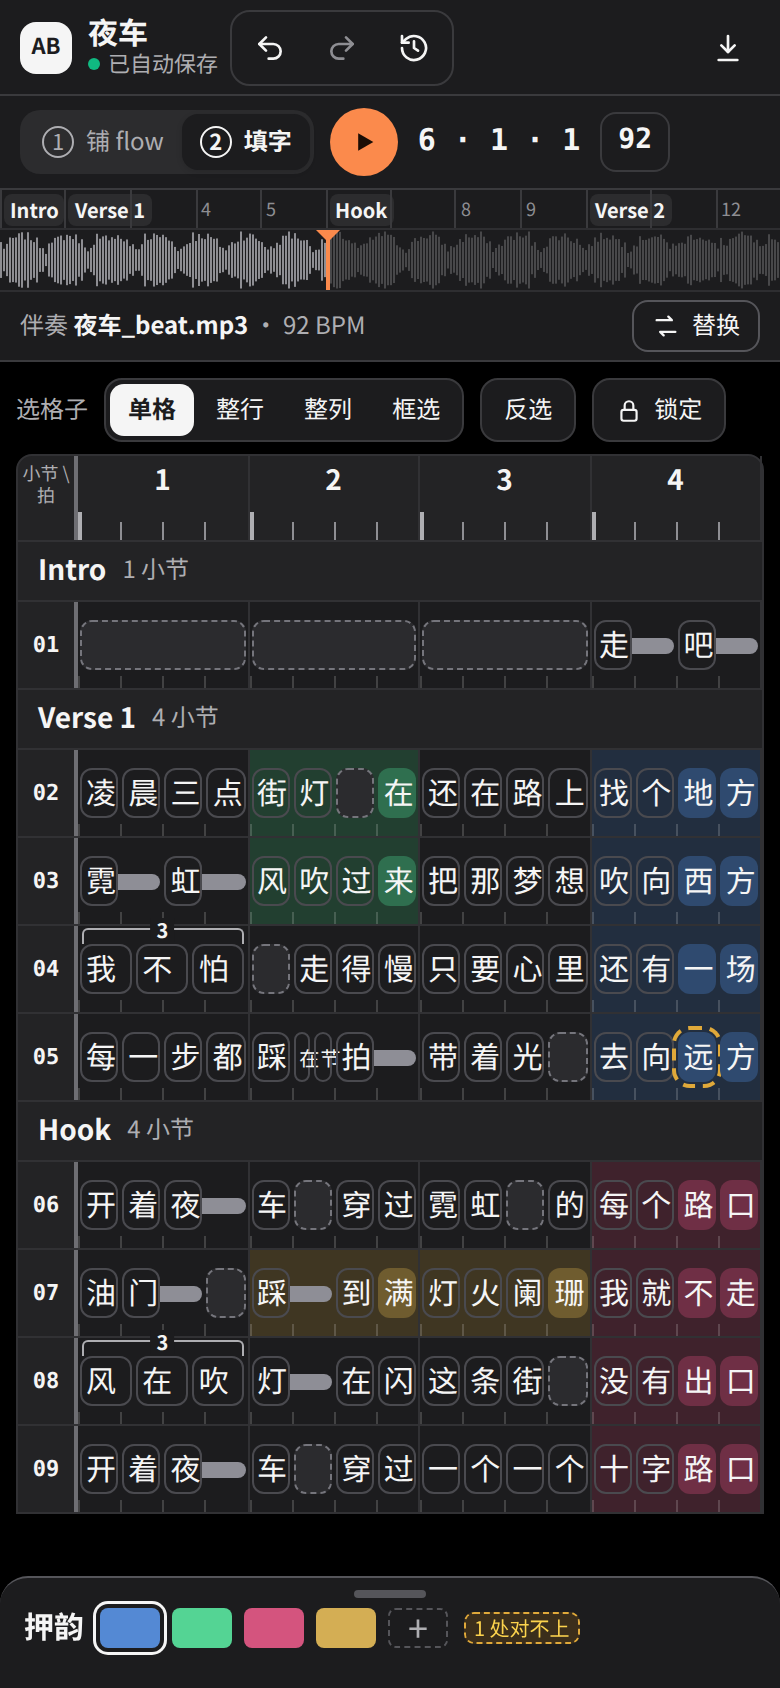 AB 夜车
已自动保存
1 铺 flow 2 填字 6 · 1 · 1 92
Intro Verse 1 4 5 Hook 8 9 Verse 2 12
伴奏 夜车_beat.mp3 · 92 BPM 替换
选格子 单格 整行 整列 框选 反选 锁定
小节 \ 拍 1 2 3 4
Intro 1 小节
01 走 吧
Verse 1 4 小节
02 凌 晨 三 点 街 灯 在 还 在 路 上 找 个 地 方
03 霓 虹 风 吹 过 来 把 那 梦 想 吹 向 西 方
3
04 我 不 怕 走 得 慢 只 要 心 里 还 有 一 场
05 每 一 步 都 踩 在 节 拍 带 着 光 去 向 远 方
Hook 4 小节
06 开 着 夜 车 穿 过 霓 虹 的 每 个 路 口
07 油 门 踩 到 满 灯 火 阑 珊 我 就 不 走
3
08 风 在 吹 灯 在 闪 这 条 街 没 有 出 口
09 开 着 夜 车 穿 过 一 个 一 个 十 字 路 口
押韵 + 1 处对不上